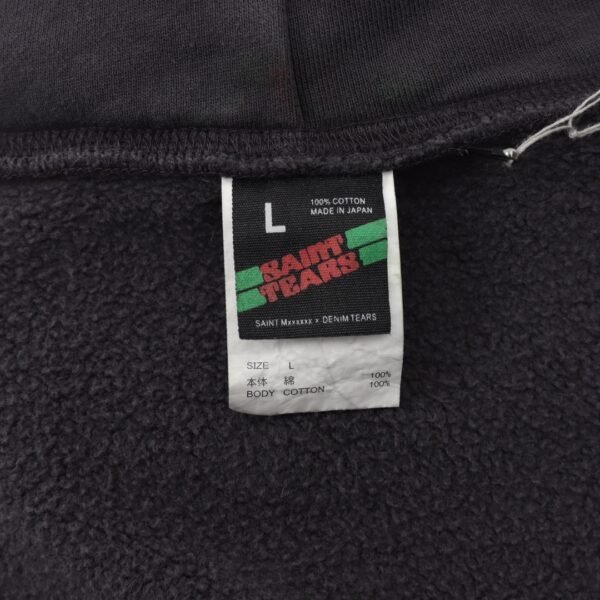 L
100% COTTON
MADE IN JAPAN
SAINT
TEARS
SAINT Mxxxxxx × DENIM TEARS
SIZE L
本体 綿 100%
BODY COTTON 100%